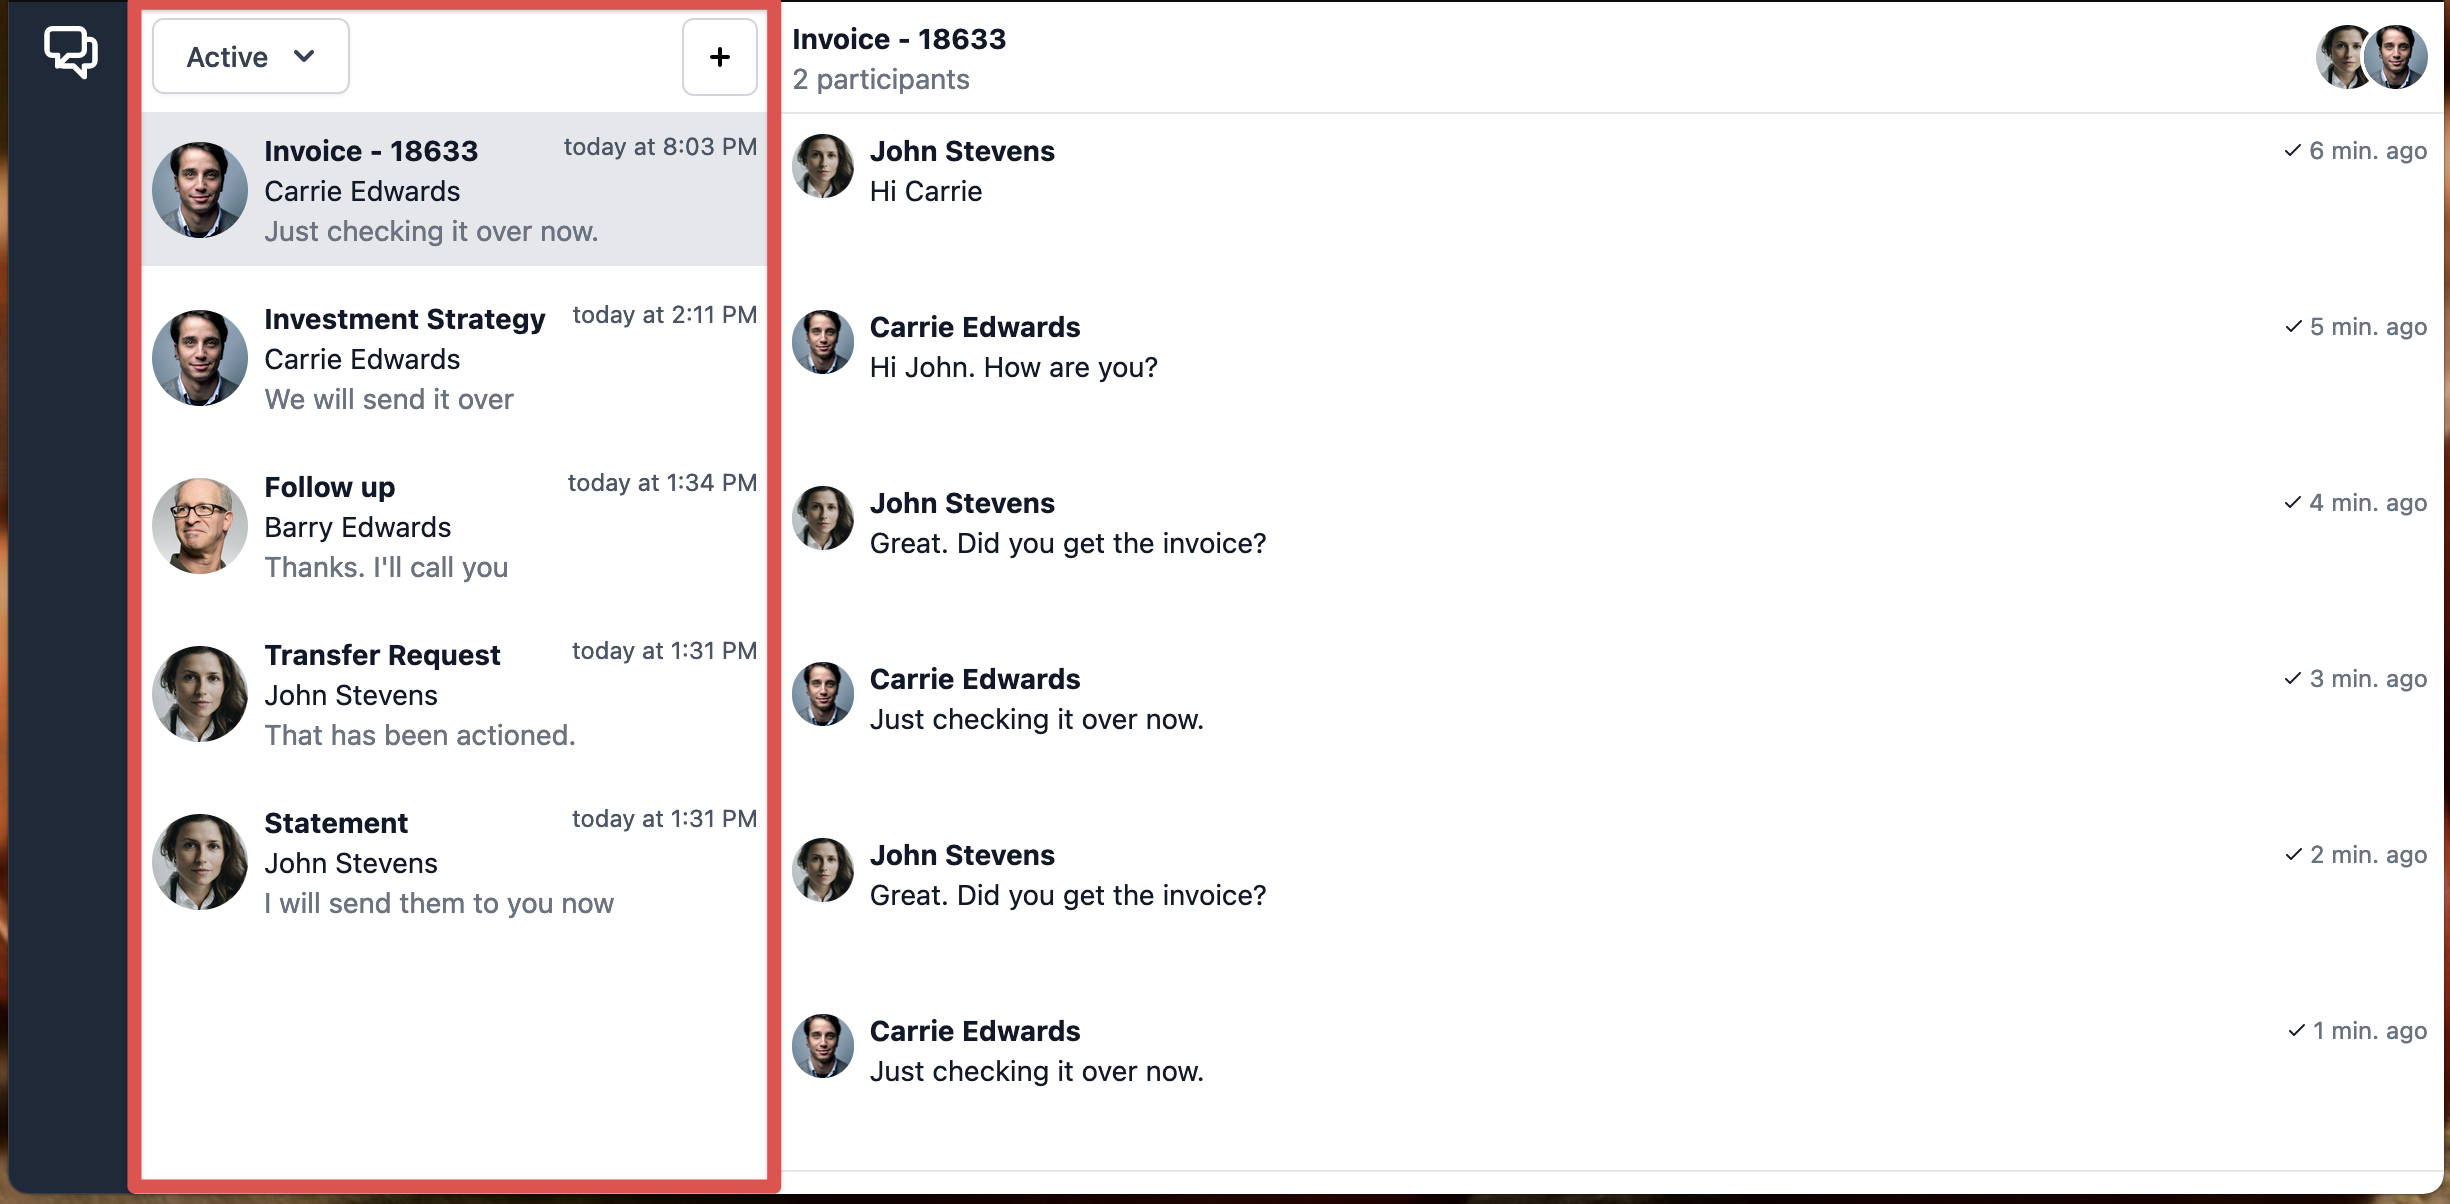 Active
+
Invoice - 18633
today at 8:03 PM
Carrie Edwards
Just checking it over now.
Investment Strategy
today at 2:11 PM
Carrie Edwards
We will send it over
Follow up
today at 1:34 PM
Barry Edwards
Thanks. I'll call you
Transfer Request
today at 1:31 PM
John Stevens
That has been actioned.
Statement
today at 1:31 PM
John Stevens
I will send them to you now
Invoice - 18633
2 participants
John Stevens
6 min. ago
Hi Carrie
Carrie Edwards
5 min. ago
Hi John. How are you?
John Stevens
4 min. ago
Great. Did you get the invoice?
Carrie Edwards
3 min. ago
Just checking it over now.
John Stevens
2 min. ago
Great. Did you get the invoice?
Carrie Edwards
1 min. ago
Just checking it over now.